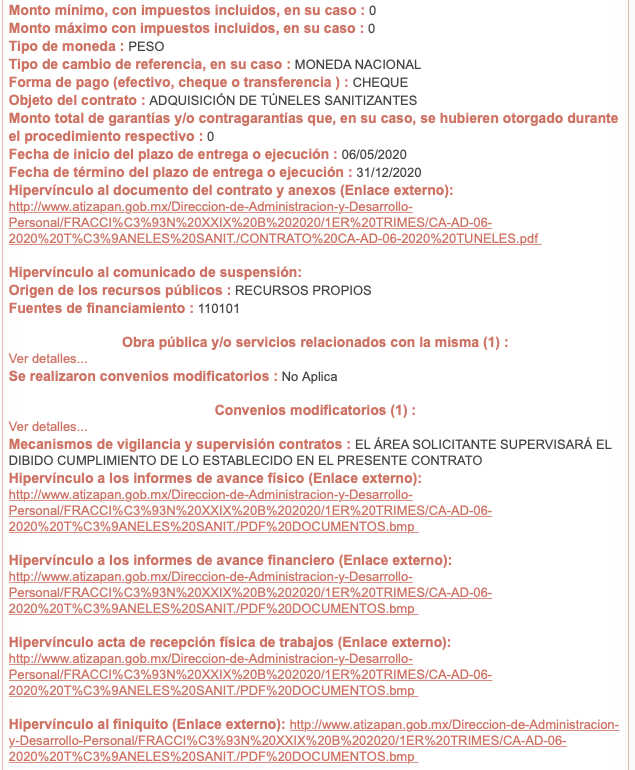 Monto mínimo, con impuestos incluidos, en su caso : 0
Monto máximo con impuestos incluidos, en su caso : 0
Tipo de moneda : PESO
Tipo de cambio de referencia, en su caso : MONEDA NACIONAL
Forma de pago (efectivo, cheque o transferencia ) : CHEQUE
Objeto del contrato : ADQUISICIÓN DE TÚNELES SANITIZANTES
Monto total de garantías y/o contragarantías que, en su caso, se hubieren otorgado durante
el procedimiento respectivo : 0
Fecha de inicio del plazo de entrega o ejecución : 06/05/2020
Fecha de término del plazo de entrega o ejecución : 31/12/2020
Hipervínculo al documento del contrato y anexos (Enlace externo):
http://www.atizapan.gob.mx/Direccion-de-Administracion-y-Desarrollo-
Personal/FRACCI%C3%93N%20XXIX%20B%202020/1ER%20TRIMES/CA-AD-06-
2020%20T%C3%9ANELES%20SANIT./CONTRATO%20CA-AD-06-2020%20TUNELES.pdf
Hipervínculo al comunicado de suspensión:
Origen de los recursos públicos : RECURSOS PROPIOS
Fuentes de financiamiento : 110101
Obra pública y/o servicios relacionados con la misma (1) :
Ver detalles...
Se realizaron convenios modificatorios : No Aplica
Convenios modificatorios (1) :
Ver detalles...
Mecanismos de vigilancia y supervisión contratos : EL ÁREA SOLICITANTE SUPERVISARÁ EL
DIBIDO CUMPLIMIENTO DE LO ESTABLECIDO EN EL PRESENTE CONTRATO
Hipervínculo a los informes de avance físico (Enlace externo):
http://www.atizapan.gob.mx/Direccion-de-Administracion-y-Desarrollo-
Personal/FRACCI%C3%93N%20XXIX%20B%202020/1ER%20TRIMES/CA-AD-06-
2020%20T%C3%9ANELES%20SANIT./PDF%20DOCUMENTOS.bmp
Hipervínculo a los informes de avance financiero (Enlace externo):
http://www.atizapan.gob.mx/Direccion-de-Administracion-y-Desarrollo-
Personal/FRACCI%C3%93N%20XXIX%20B%202020/1ER%20TRIMES/CA-AD-06-
2020%20T%C3%9ANELES%20SANIT./PDF%20DOCUMENTOS.bmp
Hipervínculo acta de recepción física de trabajos (Enlace externo):
http://www.atizapan.gob.mx/Direccion-de-Administracion-y-Desarrollo-
Personal/FRACCI%C3%93N%20XXIX%20B%202020/1ER%20TRIMES/CA-AD-06-
2020%20T%C3%9ANELES%20SANIT./PDF%20DOCUMENTOS.bmp
Hipervínculo al finiquito (Enlace externo): http://www.atizapan.gob.mx/Direccion-de-Administracion-
y-Desarrollo-Personal/FRACCI%C3%93N%20XXIX%20B%202020/1ER%20TRIMES/CA-AD-06-
2020%20T%C3%9ANELES%20SANIT./PDF%20DOCUMENTOS.bmp